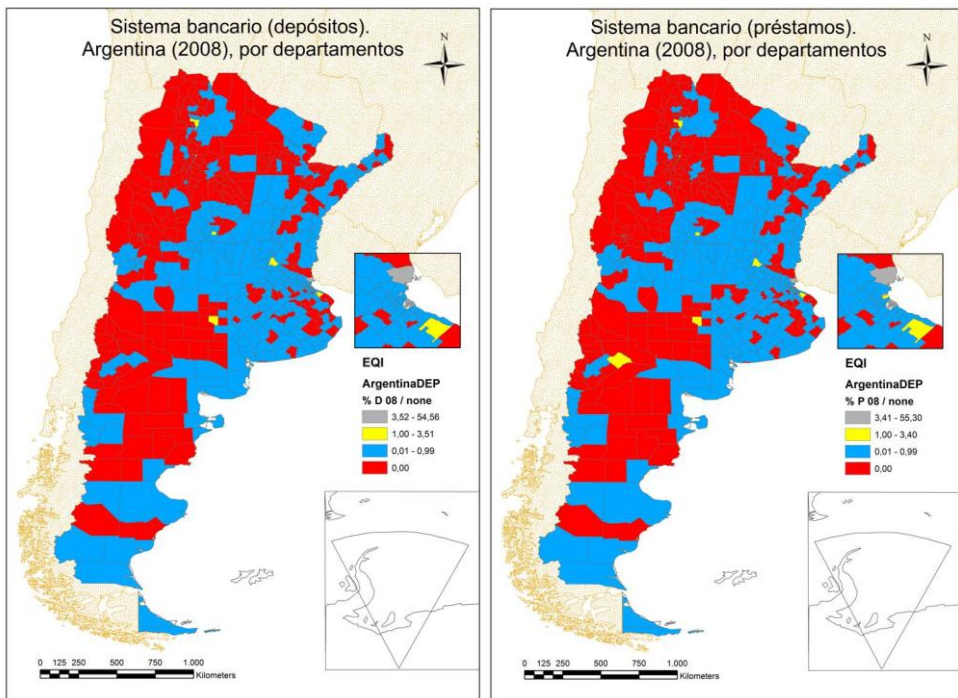 Sistema bancario (depósitos).
Argentina (2008), por departamentos
N
EQI
ArgentinaDEP
% D 08 / none
3,52 - 54,56
1,00 - 3,51
0,01 - 0,99
0,00
0 125 250 500 750 1.000
Kilometers
Sistema bancario (préstamos).
Argentina (2008), por departamentos
N
EQI
ArgentinaDEP
% P 08 / none
3,41 - 55,30
1,00 - 3,40
0,01 - 0,99
0,00
0 125 250 500 750 1.000
Kilometers